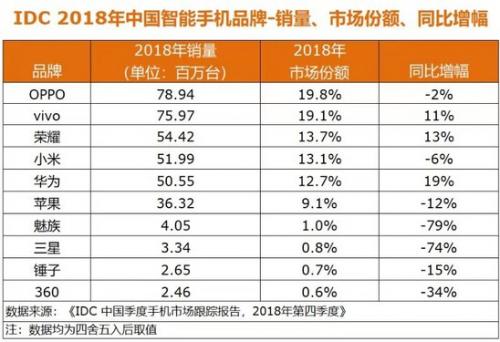 IDC 2018年中国智能手机品牌-销量、市场份额、同比增幅
品牌 2018年销量（单位：百万台） 2018年市场份额 同比增幅
OPPO 78.94 19.8% -2%
vivo 75.97 19.1% 11%
荣耀 54.42 13.7% 13%
小米 51.99 13.1% -6%
华为 50.55 12.7% 19%
苹果 36.32 9.1% -12%
魅族 4.05 1.0% -79%
三星 3.34 0.8% -74%
锤子 2.65 0.7% -15%
360 2.46 0.6% -34%
数据来源：《IDC 中国季度手机市场跟踪报告，2018年第四季度》
注：数据均为四舍五入后取值